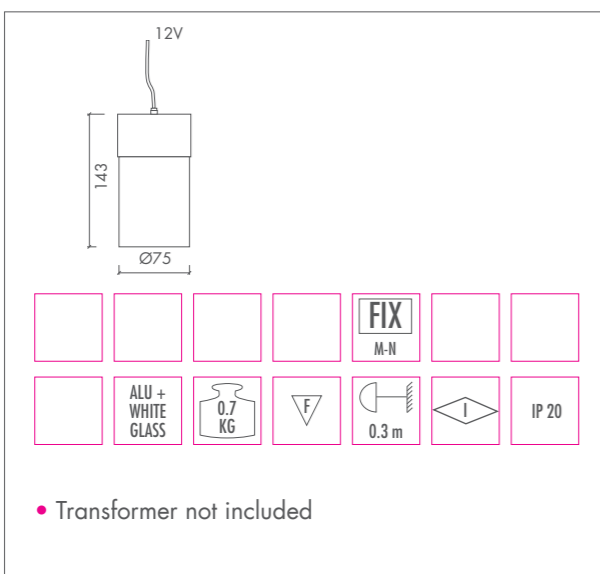 12V
143
Ø75
FIX
M-N
ALU +
WHITE
GLASS
0.7
KG
F
0.3 m
I
IP 20
• Transformer not included